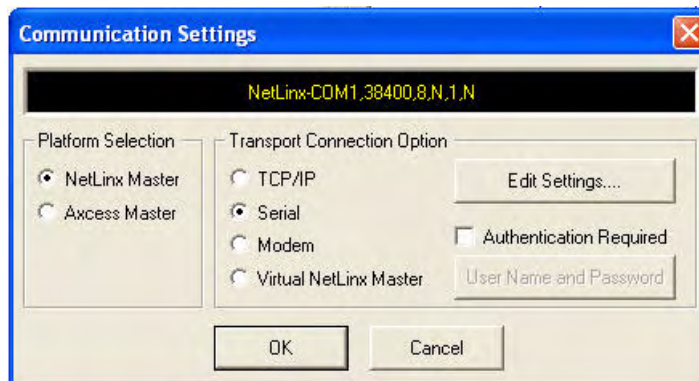 Communication Settings
NetLinx-COM1,38400,8,N,1,N
Platform Selection
NetLinx Master
Axcess Master
Transport Connection Option
TCP/IP
Serial
Modem
Virtual NetLinx Master
Edit Settings....
Authentication Required
User Name and Password
OK
Cancel